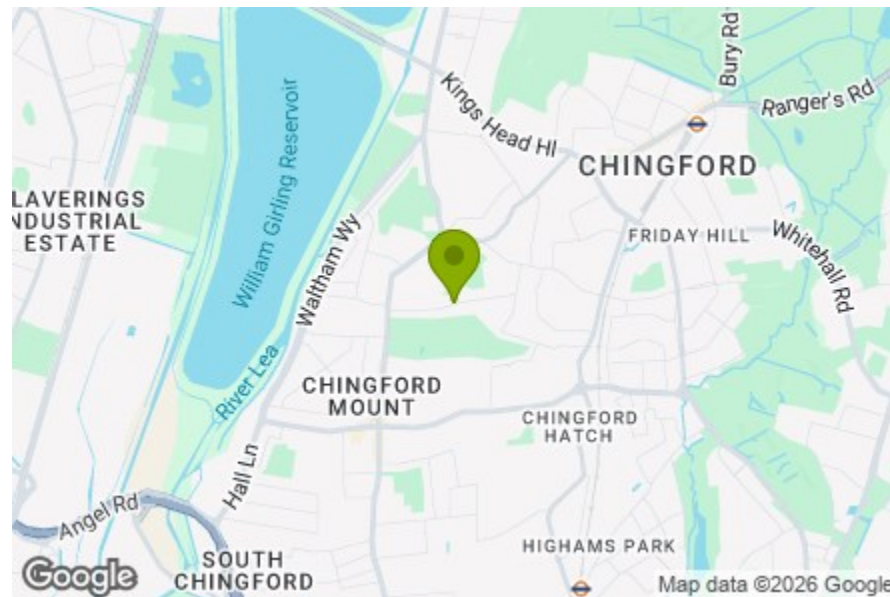 Bury Rd
Ranger's Rd
Kings Head Hl
CHINGFORD
William Girling Reservoir
LAVERINGS
NDUSTRIAL
ESTATE
Waltham Wy
FRIDAY HILL
Whitehall Rd
River Lea
CHINGFORD
MOUNT
CHINGFORD
HATCH
Hall Ln
Angel Rd
SOUTH
CHINGFORD
HIGHAMS PARK
Google
Map data ©2026 Google